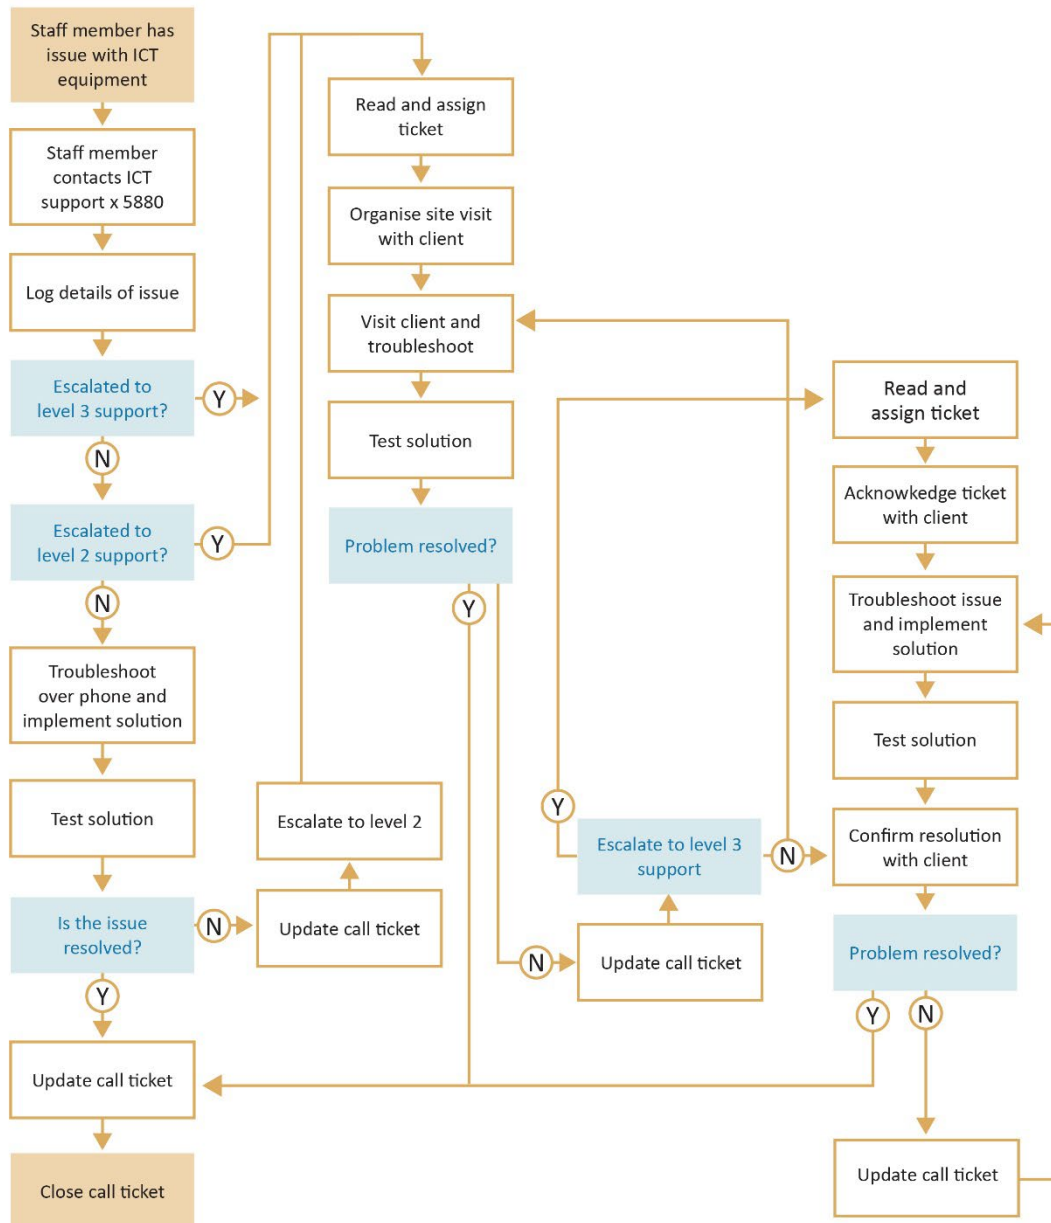 Staff member has
issue with ICT
equipment
Staff member
contacts ICT
support x 5880
Log details of issue
Escalated to
level 3 support?
Y
N
Escalated to
level 2 support?
Y
N
Troubleshoot
over phone and
implement solution
Test solution
Is the issue
resolved?
N
Y
Update call ticket
Close call ticket
Update call ticket
Escalate to level 2
Read and assign
ticket
Organise site visit
with client
Visit client and
troubleshoot
Test solution
Problem resolved?
Y
N
Update call ticket
Escalate to level 3
support
Y
N
Read and
assign ticket
Acknowkedge ticket
with client
Troubleshoot issue
and implement
solution
Test solution
Confirm resolution
with client
Problem resolved?
Y
N
Update call ticket